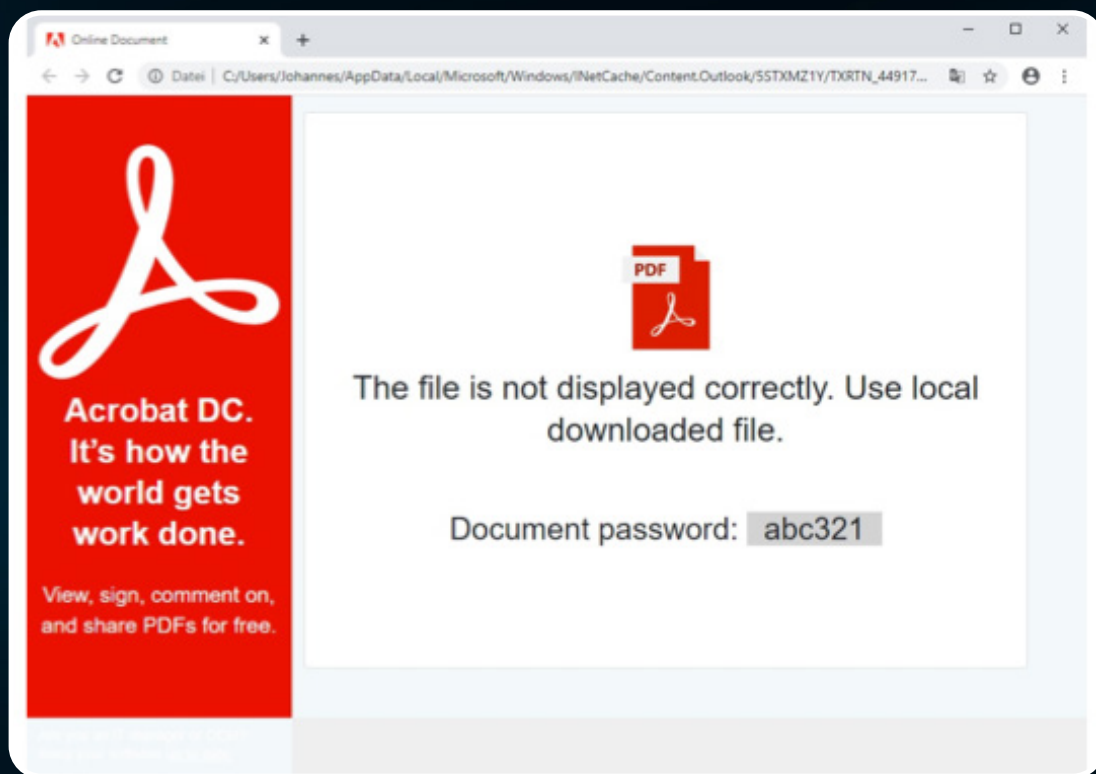 Online Document
Datei C:/Users/Johannes/AppData/Local/Microsoft/Windows/INetCache/Content.Outlook/5STXMZ1Y/TXRTN_44917...
Acrobat DC.
It's how the
world gets
work done.
View, sign, comment on,
and share PDFs for free.
PDF
The file is not displayed correctly. Use local
downloaded file.
Document password: abc321